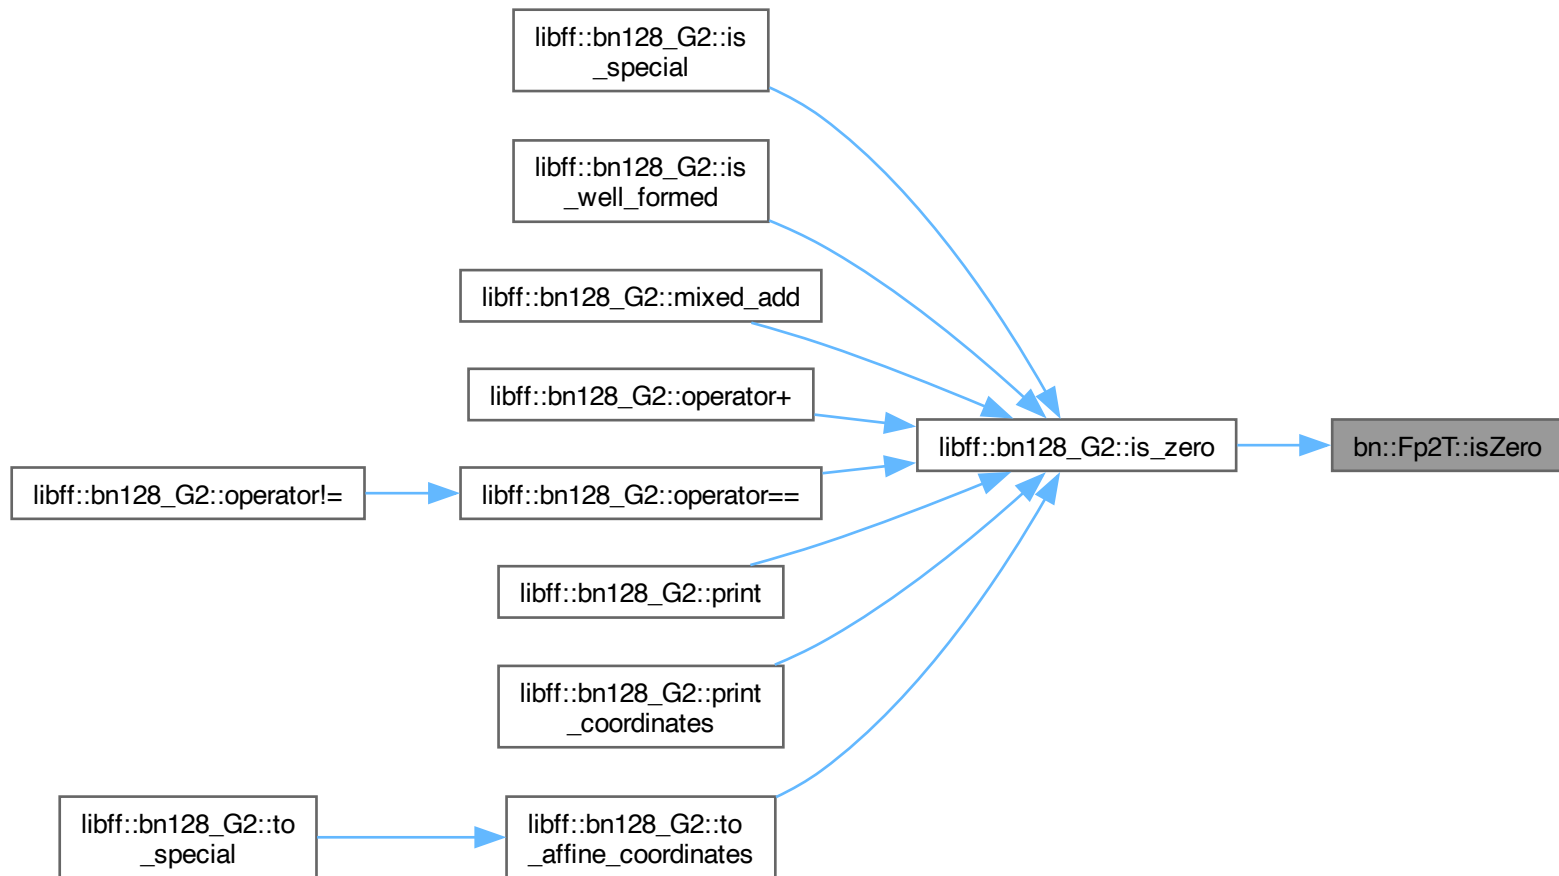 libff::bn128_G2::is
_special
libff::bn128_G2::is
_well_formed
libff::bn128_G2::mixed_add
libff::bn128_G2::operator+
libff::bn128_G2::is_zero
bn::Fp2T::isZero
libff::bn128_G2::operator!=
libff::bn128_G2::operator==
libff::bn128_G2::print
libff::bn128_G2::print
_coordinates
libff::bn128_G2::to
_special
libff::bn128_G2::to
_affine_coordinates